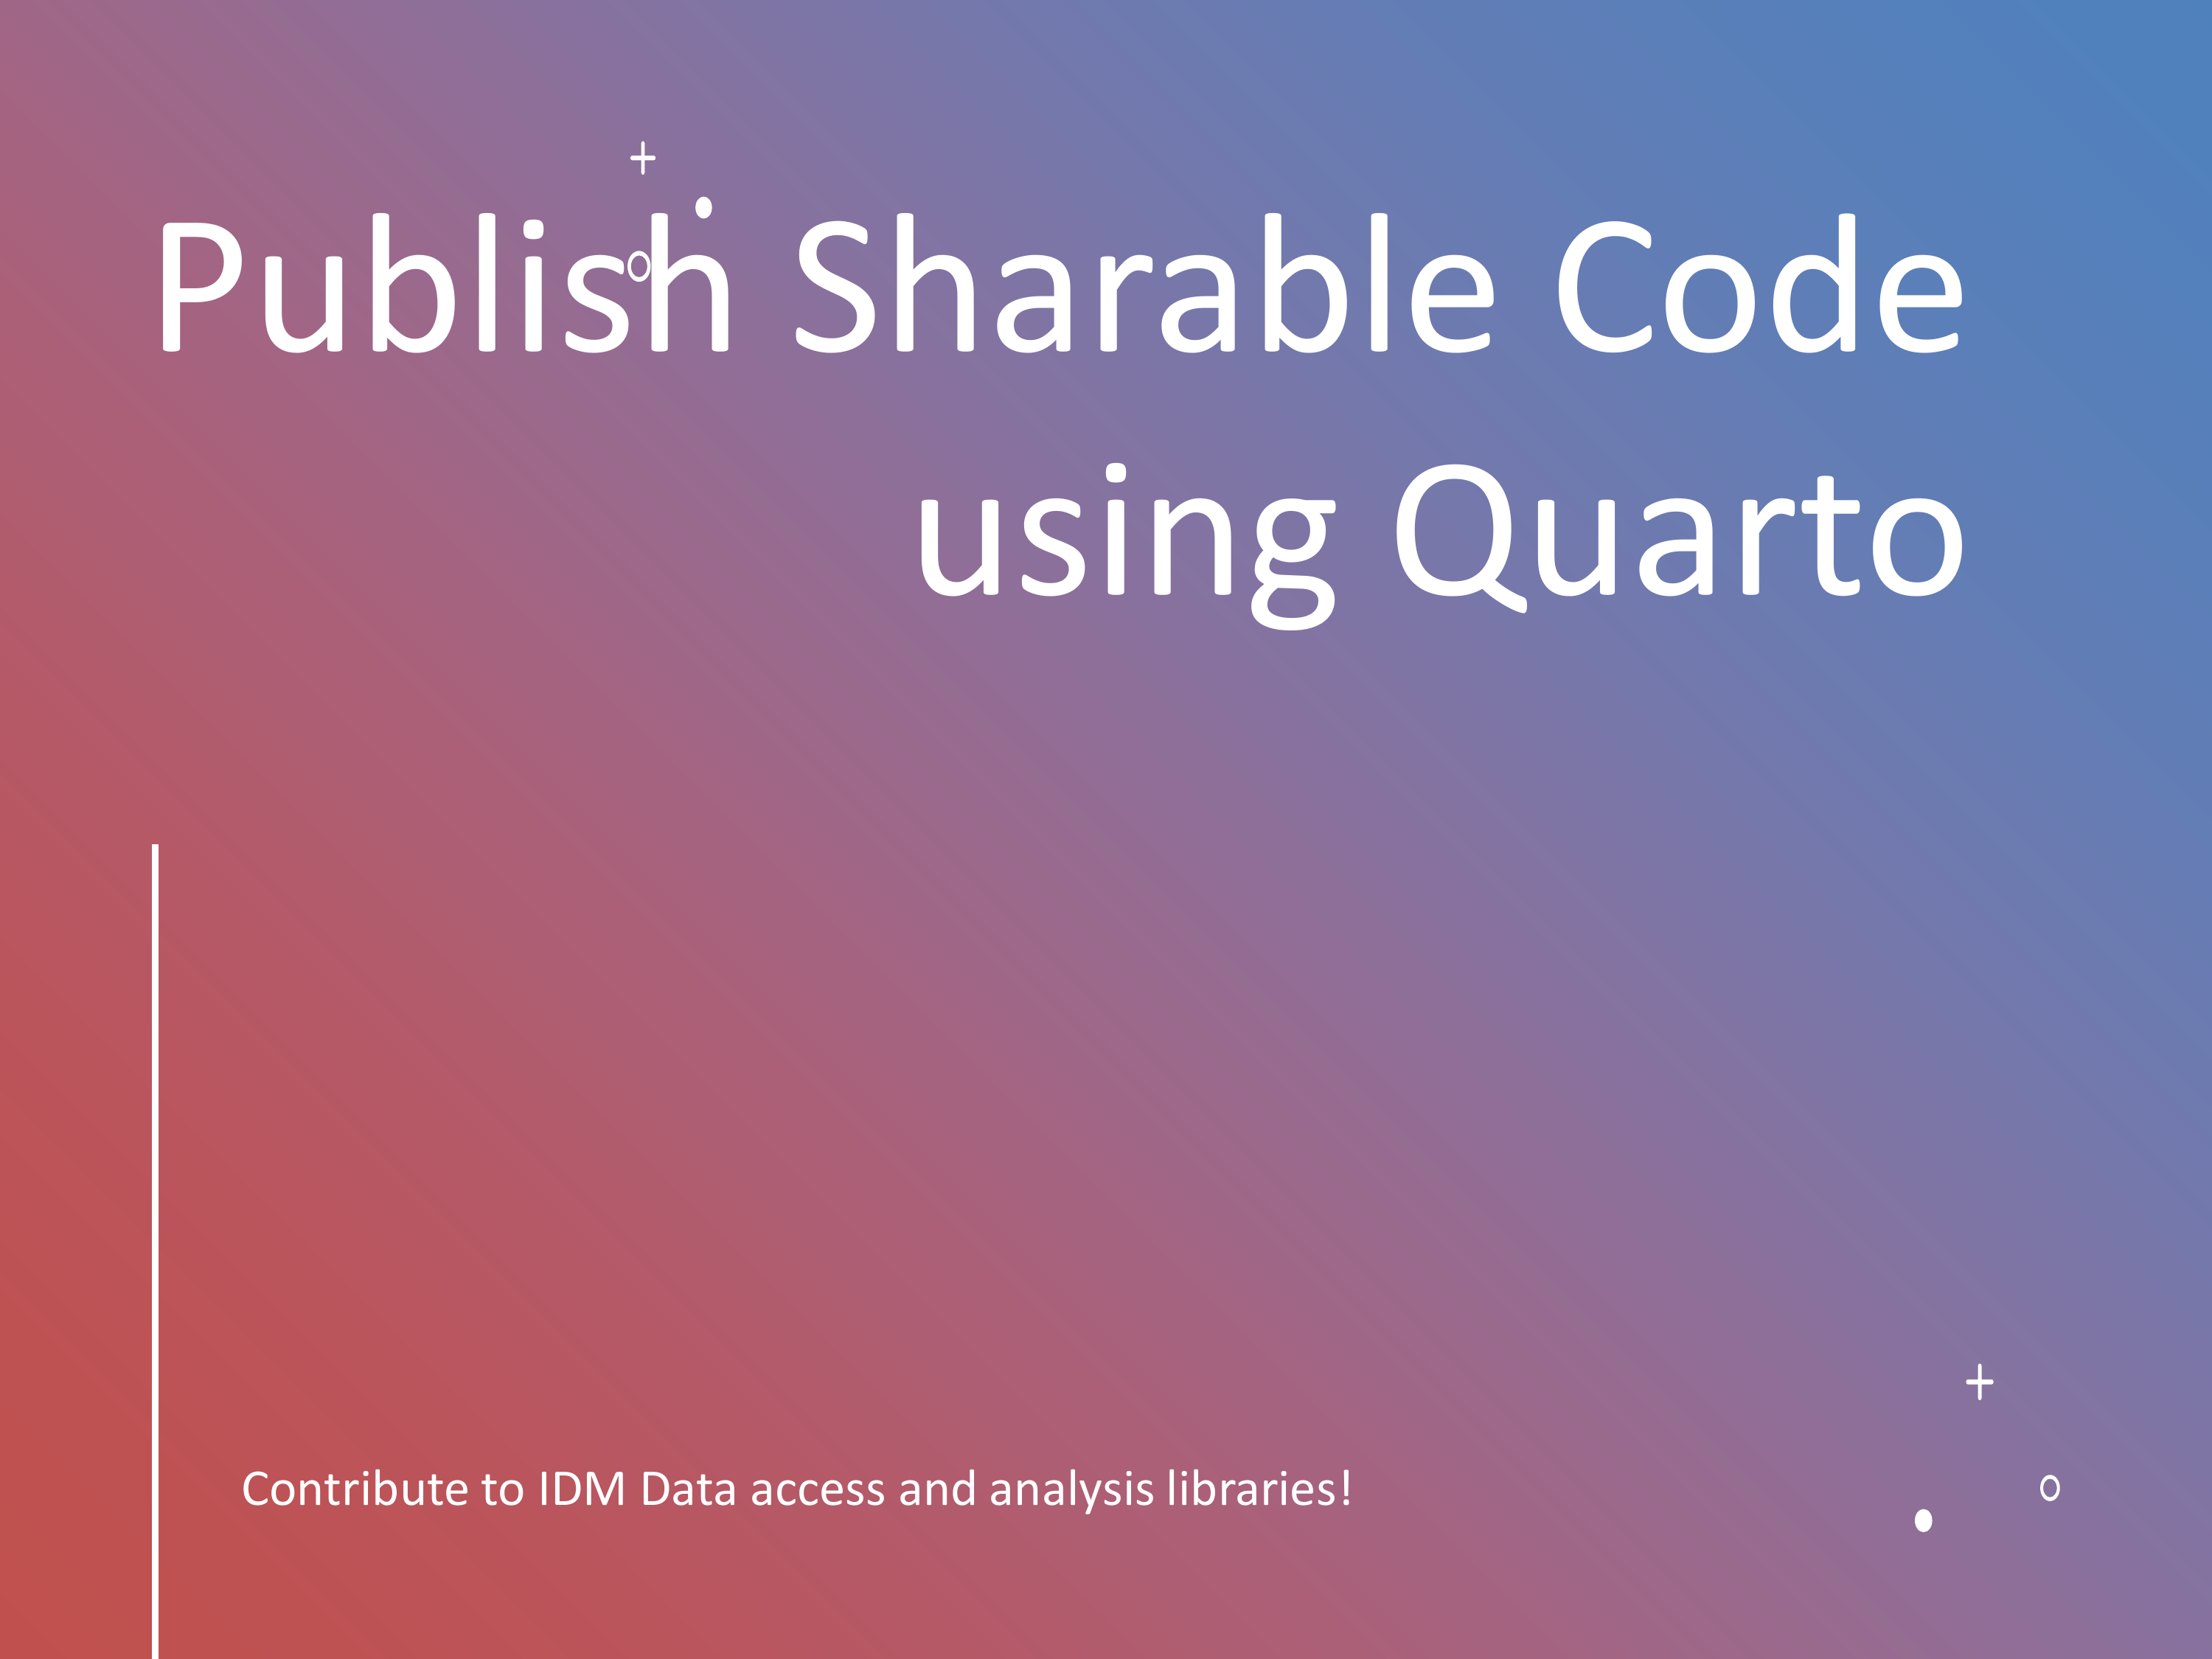 Publish Sharable Code
using Quarto
Contribute to IDM Data access and analysis libraries!